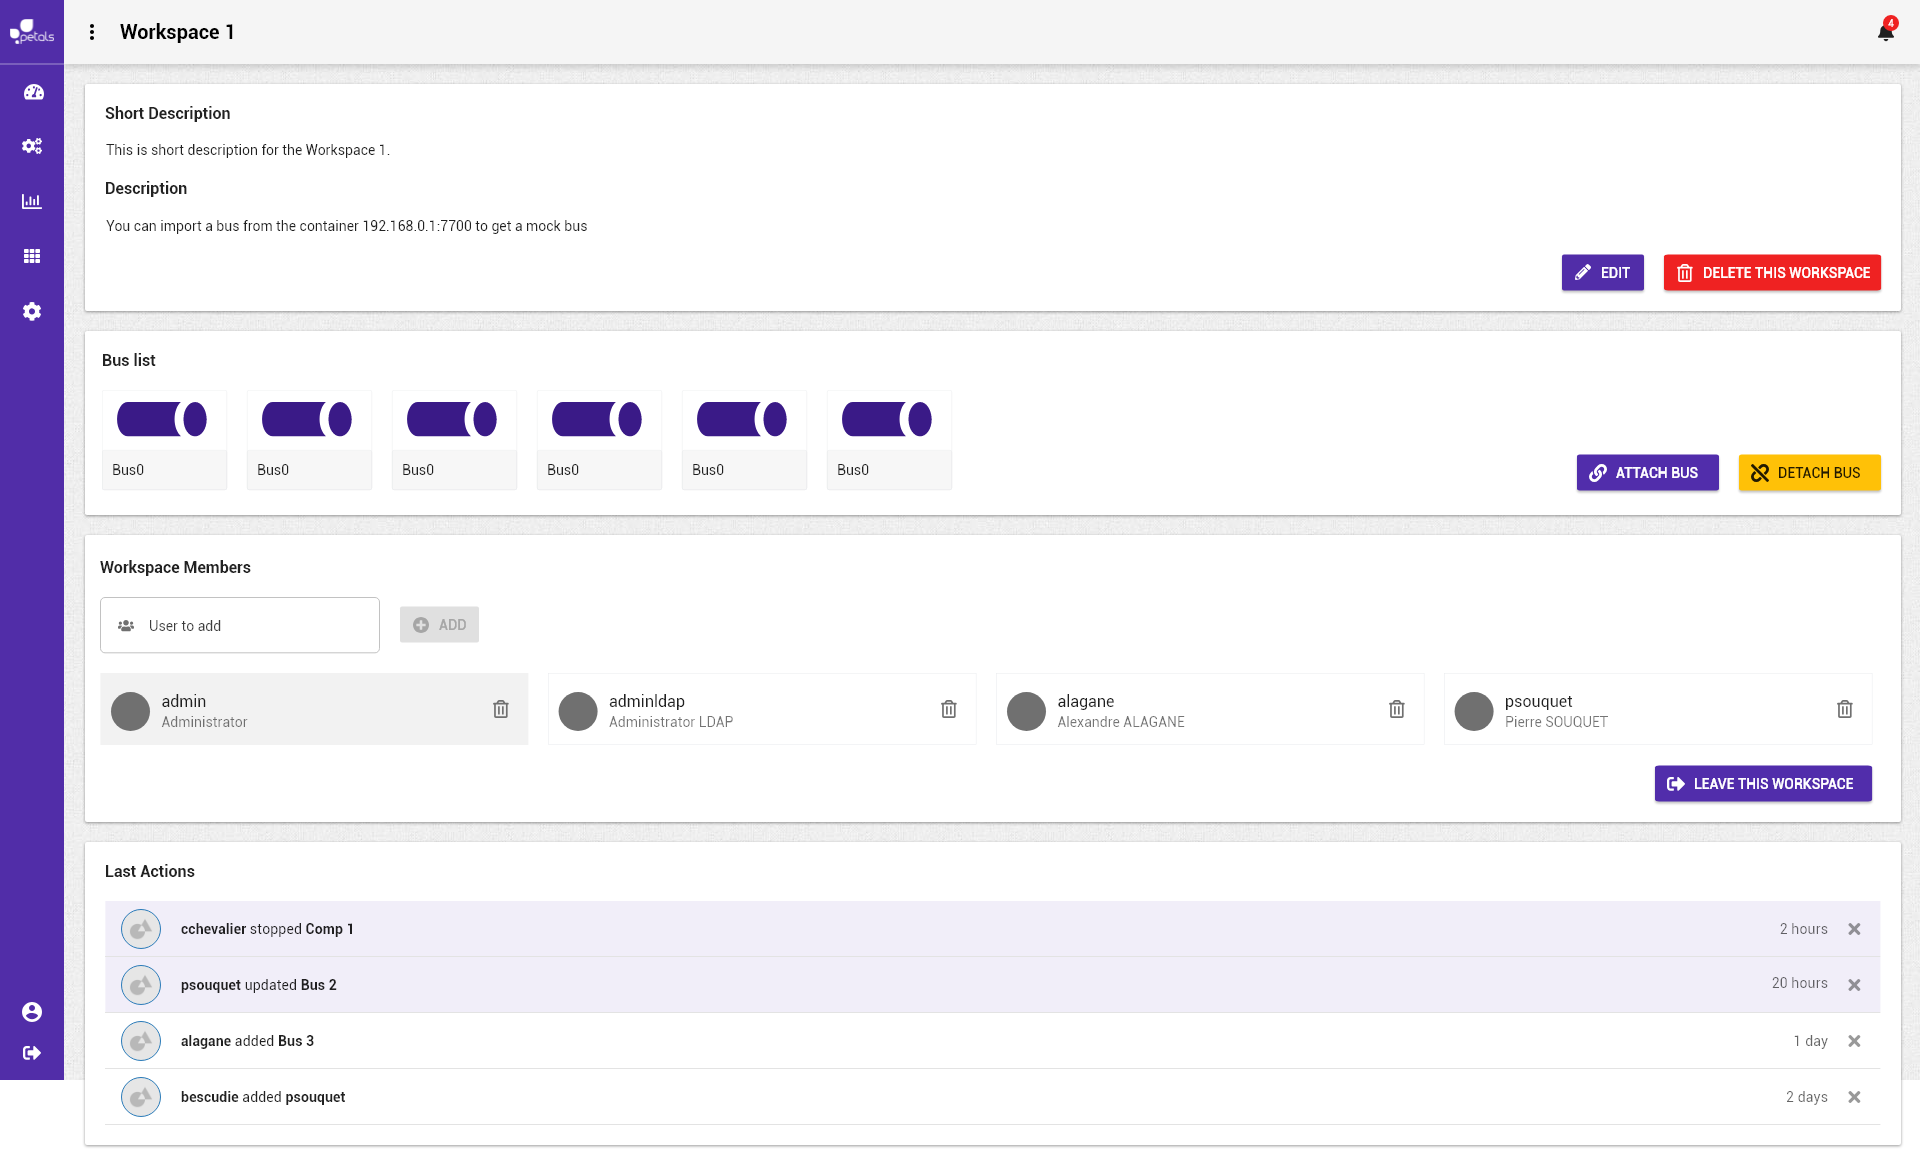 petals
Workspace 1
4
Short Description
This is short description for the Workspace 1.
Description
You can import a bus from the container 192.168.0.1:7700 to get a mock bus
EDIT
DELETE THIS WORKSPACE
Bus list
Bus0
Bus0
Bus0
Bus0
Bus0
Bus0
ATTACH BUS
DETACH BUS
Workspace Members
User to add
ADD
admin
Administrator
adminldap
Administrator LDAP
alagane
Alexandre ALAGANE
psouquet
Pierre SOUQUET
LEAVE THIS WORKSPACE
Last Actions
cchevalier stopped Comp 1
2 hours
psouquet updated Bus 2
20 hours
alagane added Bus 3
1 day
bescudie added psouquet
2 days